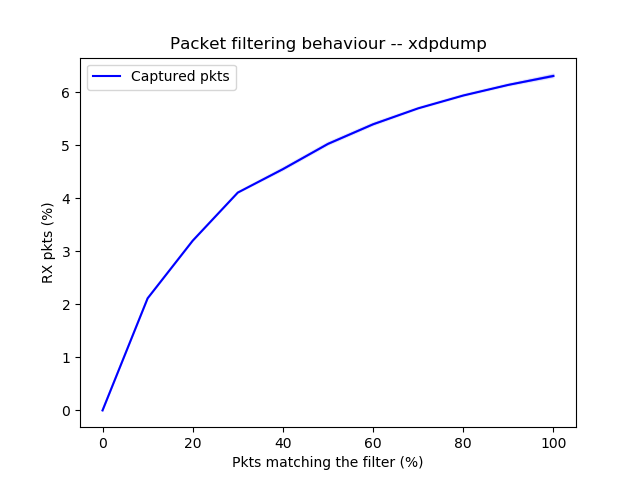 Packet filtering behaviour -- xdpdump
Captured pkts
RX pkts (%)
6
5
4
3
2
1
0
0 20 40 60 80 100
Pkts matching the filter (%)